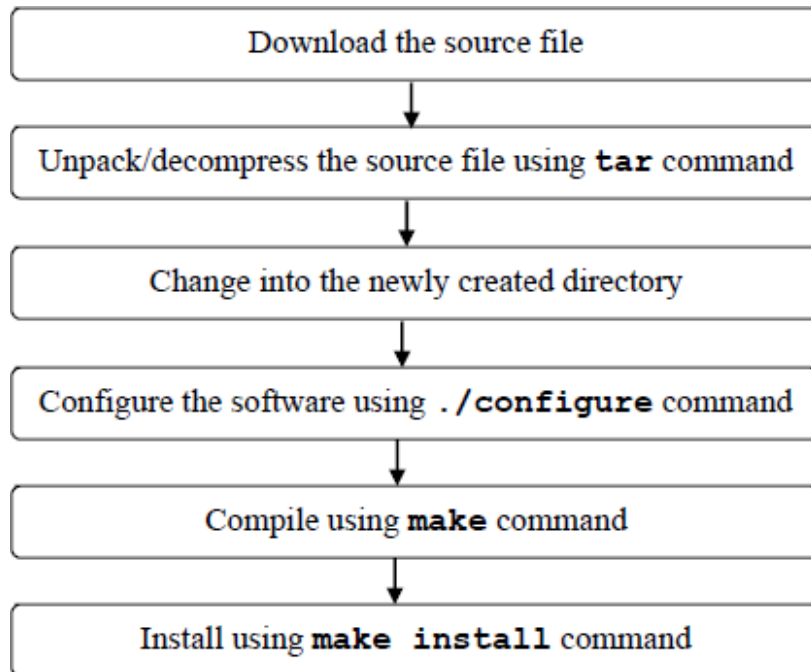 Download the source file
Unpack/decompress the source file using tar command
Change into the newly created directory
Configure the software using ./configure command
Compile using make command
Install using make install command